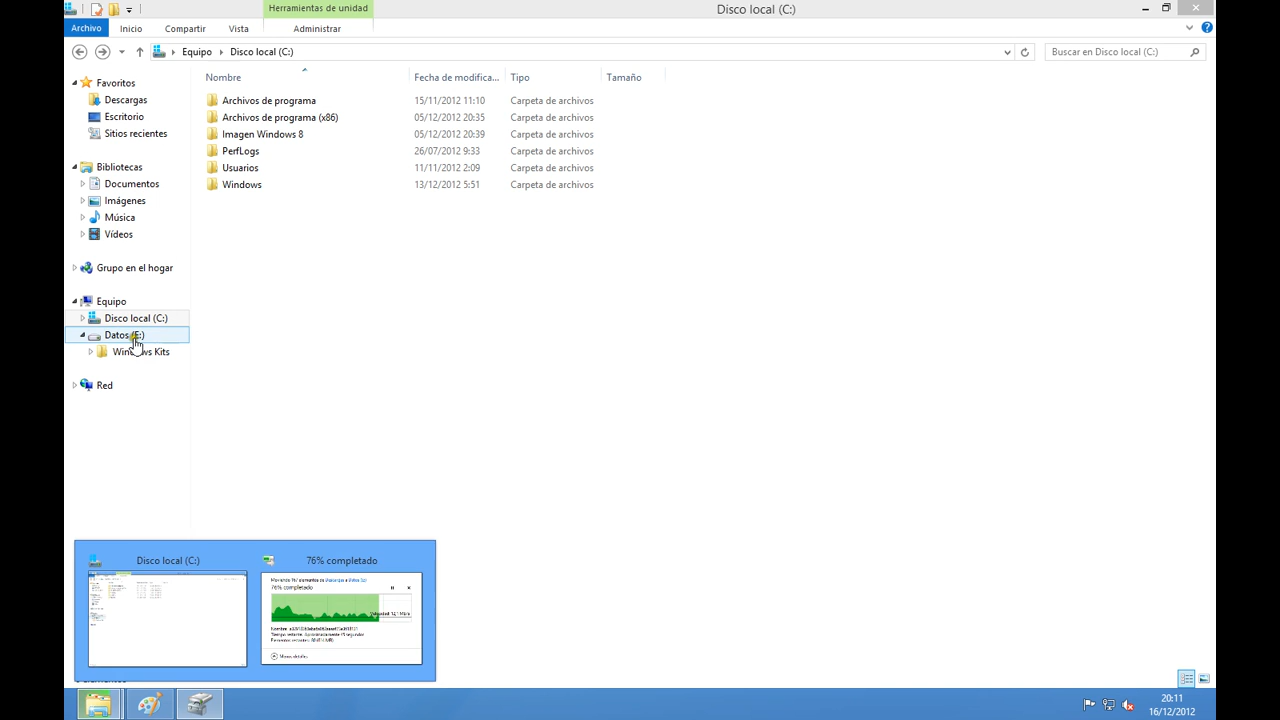 Herramientas de unidad
Disco local (C:)
Archivo Inicio Compartir Vista Administrar
Equipo Disco local (C:)
Buscar en Disco local (C:)
Nombre Fecha de modifica... Tipo Tamaño
Favoritos
Descargas
Escritorio
Sitios recientes
Bibliotecas
Documentos
Imágenes
Música
Vídeos
Grupo en el hogar
Equipo
Disco local (C:)
Datos (E:)
Windows Kits
Red
Archivos de programa 15/11/2012 11:10 Carpeta de archivos
Archivos de programa (x86) 05/12/2012 20:35 Carpeta de archivos
Imagen Windows 8 05/12/2012 20:39 Carpeta de archivos
PerfLogs 26/07/2012 9:33 Carpeta de archivos
Usuarios 11/11/2012 2:09 Carpeta de archivos
Windows 13/12/2012 5:51 Carpeta de archivos
Disco local (C:)
76% completado
76% completado
20:11
16/12/2012